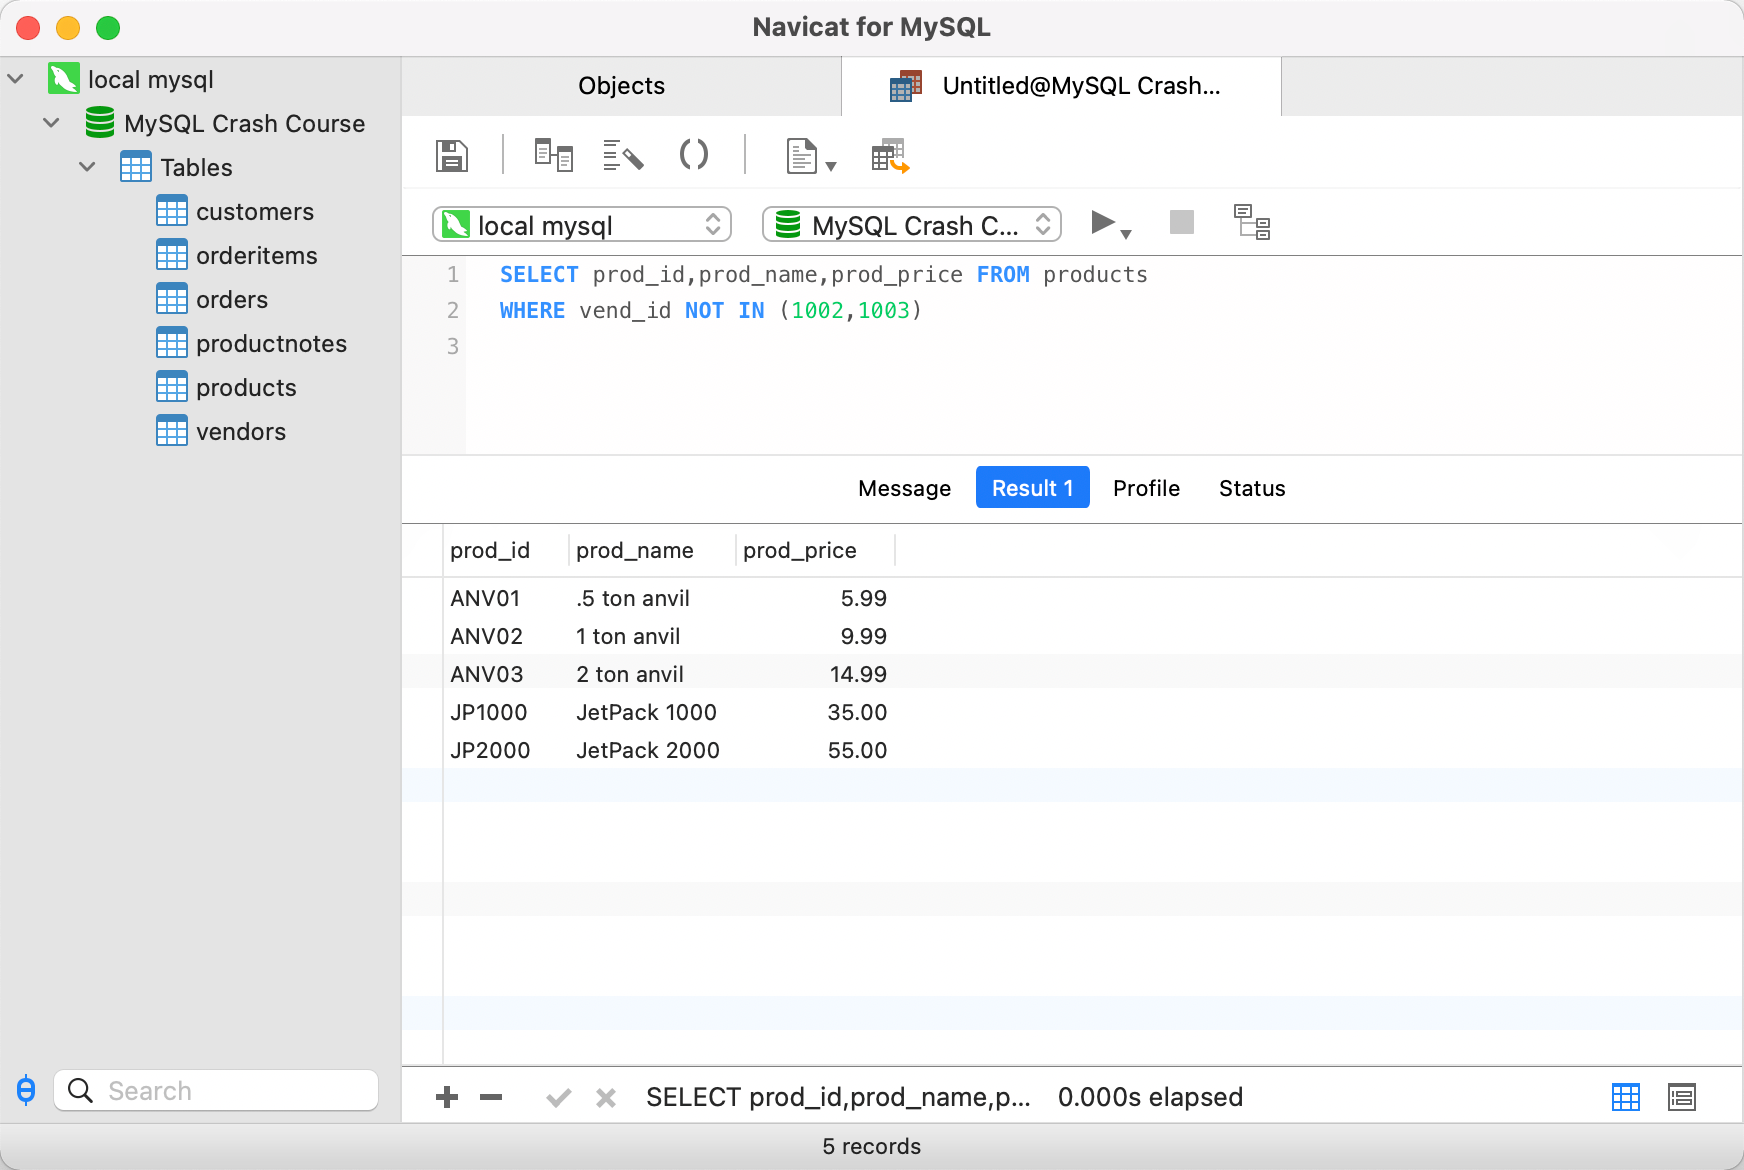 Navicat for MySQL
local mysql
MySQL Crash Course
Tables
customers
orderitems
orders
productnotes
products
vendors
Search
Objects
Untitled@MySQL Crash...
local mysql
MySQL Crash C...
1 SELECT prod_id,prod_name,prod_price FROM products
2 WHERE vend_id NOT IN (1002,1003)
3
Message Result 1 Profile Status
prod_id prod_name prod_price
ANV01 .5 ton anvil 5.99
ANV02 1 ton anvil 9.99
ANV03 2 ton anvil 14.99
JP1000 JetPack 1000 35.00
JP2000 JetPack 2000 55.00
SELECT prod_id,prod_name,p... 0.000s elapsed
5 records